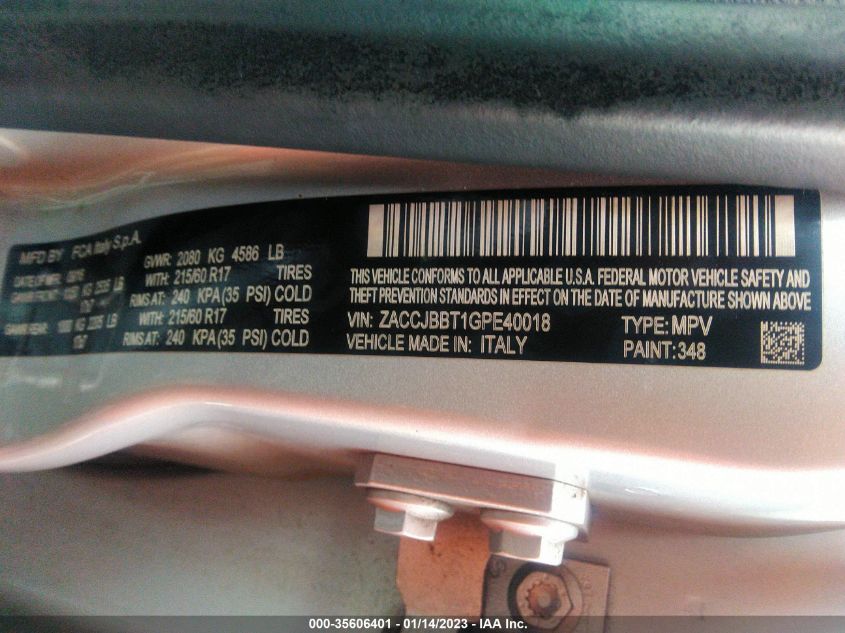 MFD BY FCA Italy S.p.A.
GVWR: 2080 KG 4586 LB
WITH: 215/60 R17 TIRES
RIMS AT: 240 KPA (35 PSI) COLD
WITH: 215/60 R17 TIRES
RIMS AT: 240 KPA (35 PSI) COLD
THIS VEHICLE CONFORMS TO ALL APPLICABLE U.S.A. FEDERAL MOTOR VEHICLE SAFETY AND
THEFT PREVENTION STANDARDS IN EFFECT ON THE DATE OF MANUFACTURE SHOWN ABOVE
VIN: ZACCJBBT1GPE40018 TYPE: MPV
VEHICLE MADE IN: ITALY PAINT: 348
000-35606401 - 01/14/2023 - IAA Inc.